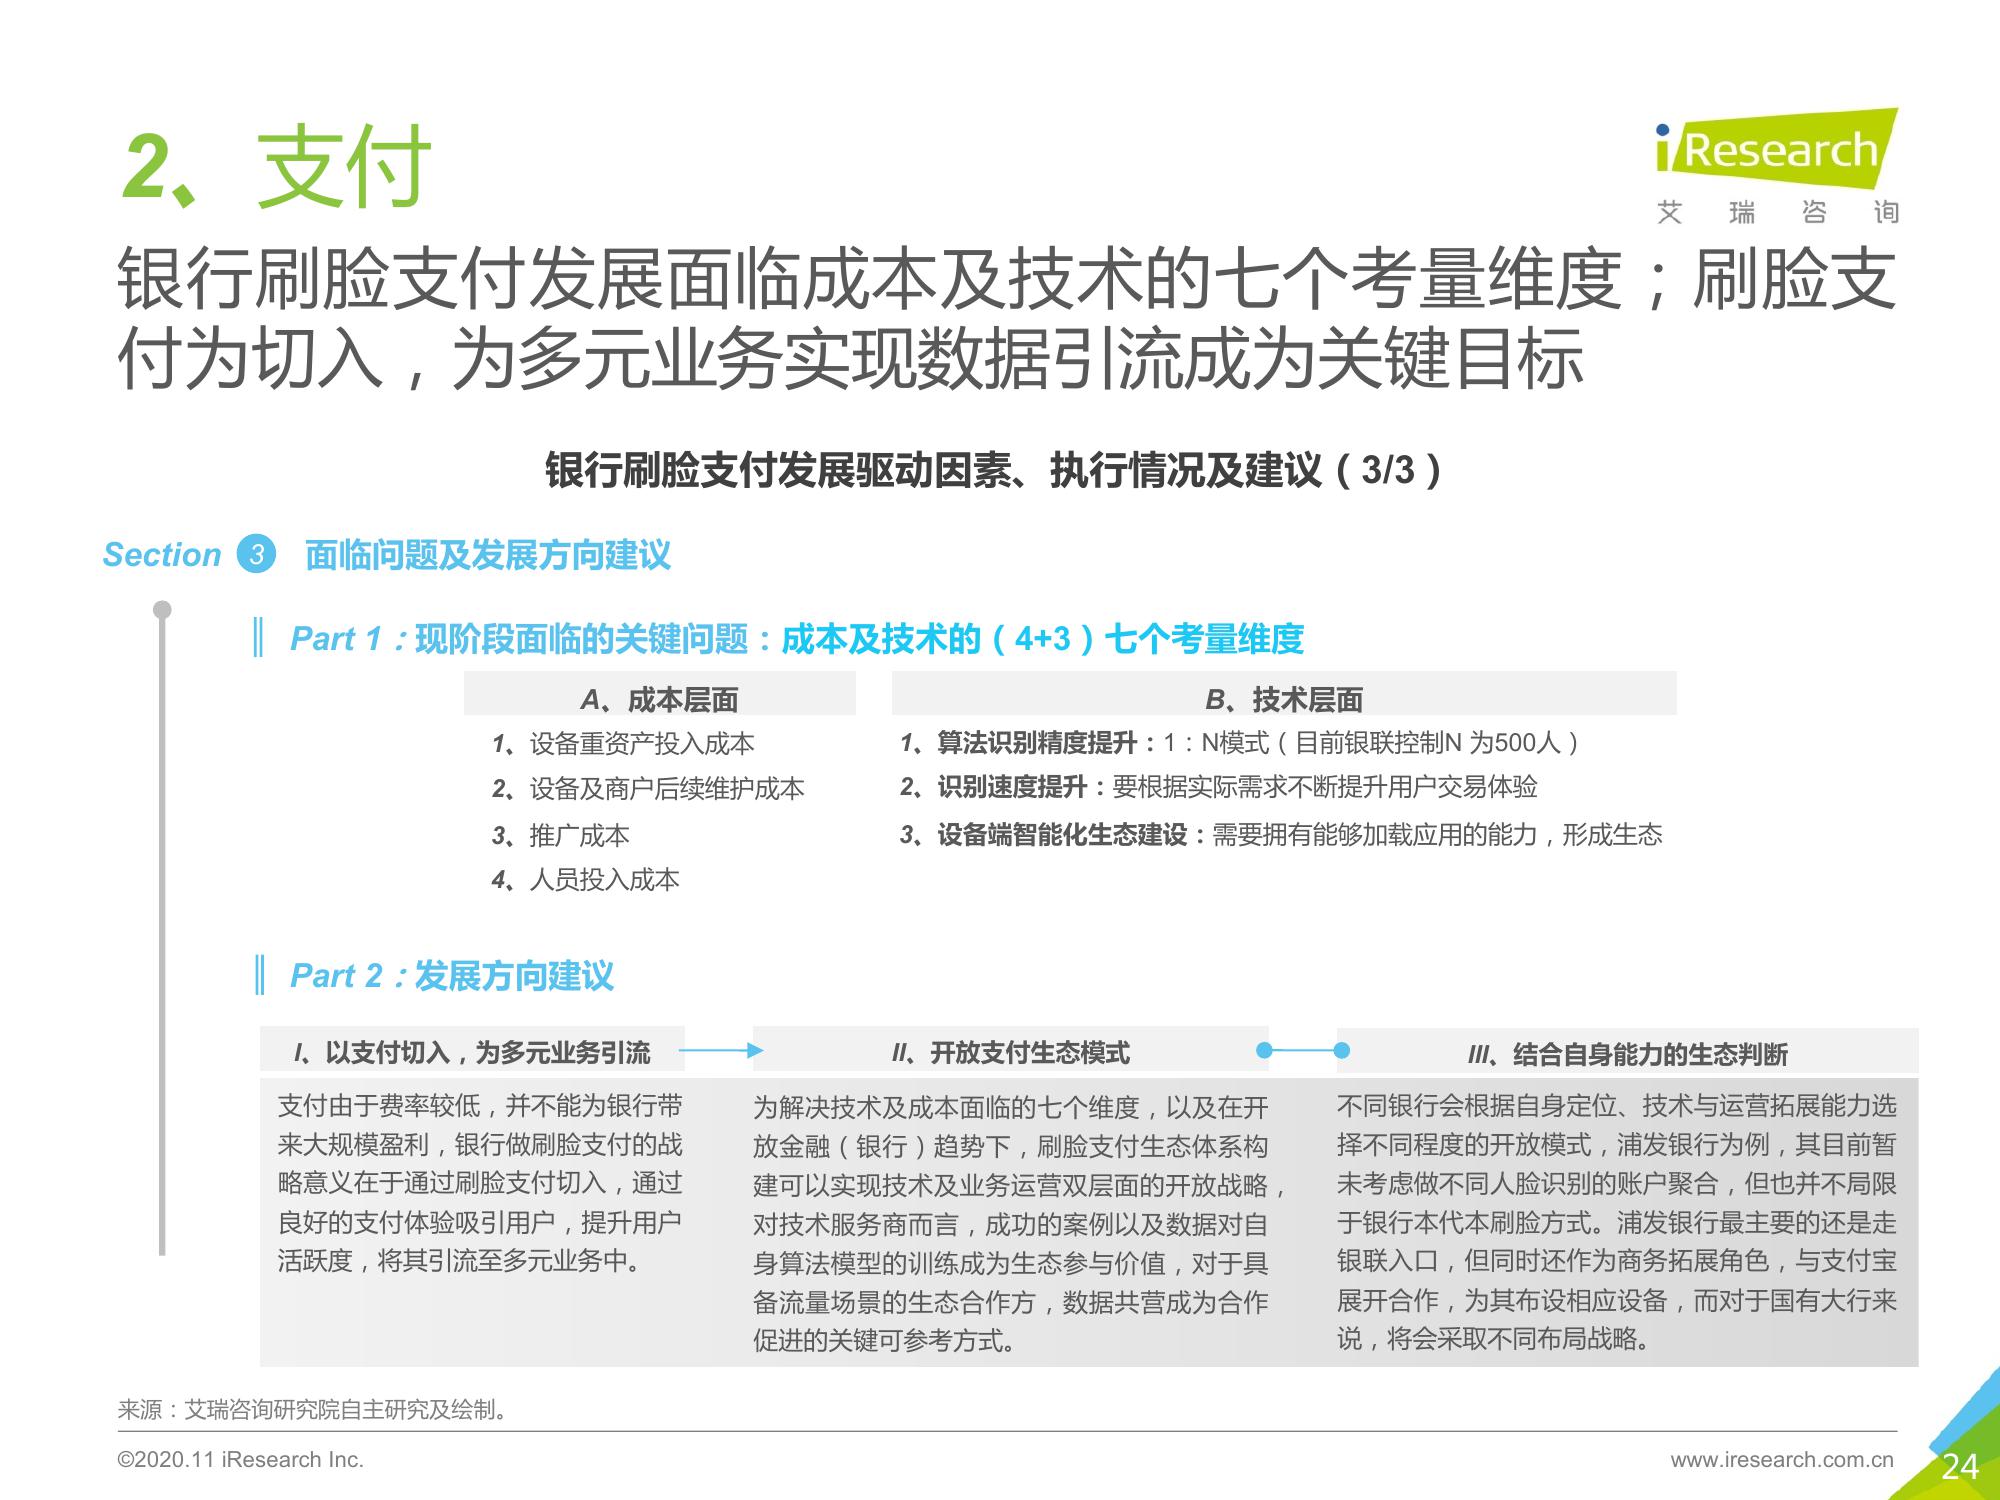 2、支付
iResearch
艾瑞咨询
银行刷脸支付发展面临成本及技术的七个考量维度；刷脸支
付为切入，为多元业务实现数据引流成为关键目标
银行刷脸支付发展驱动因素、执行情况及建议（3/3）
Section 3 面临问题及发展方向建议
Part 1：现阶段面临的关键问题：成本及技术的（4+3）七个考量维度
A、成本层面
1、设备重资产投入成本
2、设备及商户后续维护成本
3、推广成本
4、人员投入成本
B、技术层面
1、算法识别精度提升：1：N模式（目前银联控制N 为500人）
2、识别速度提升：要根据实际需求不断提升用户交易体验
3、设备端智能化生态建设：需要拥有能够加载应用的能力，形成生态
Part 2：发展方向建议
I、以支付切入，为多元业务引流
支付由于费率较低，并不能为银行带
来大规模盈利，银行做刷脸支付的战
略意义在于通过刷脸支付切入，通过
良好的支付体验吸引用户，提升用户
活跃度，将其引流至多元业务中。
II、开放支付生态模式
为解决技术及成本面临的七个维度，以及在开
放金融（银行）趋势下，刷脸支付生态体系构
建可以实现技术及业务运营双层面的开放战略，
对技术服务商而言，成功的案例以及数据对自
身算法模型的训练成为生态参与价值，对于具
备流量场景的生态合作方，数据共营成为合作
促进的关键可参考方式。
III、结合自身能力的生态判断
不同银行会根据自身定位、技术与运营拓展能力选
择不同程度的开放模式，浦发银行为例，其目前暂
未考虑做不同人脸识别的账户聚合，但也并不局限
于银行本代本刷脸方式。浦发银行最主要的还是走
银联入口，但同时还作为商务拓展角色，与支付宝
展开合作，为其布设相应设备，而对于国有大行来
说，将会采取不同布局战略。
来源：艾瑞咨询研究院自主研究及绘制。
©2020.11 iResearch Inc.
www.iresearch.com.cn
24